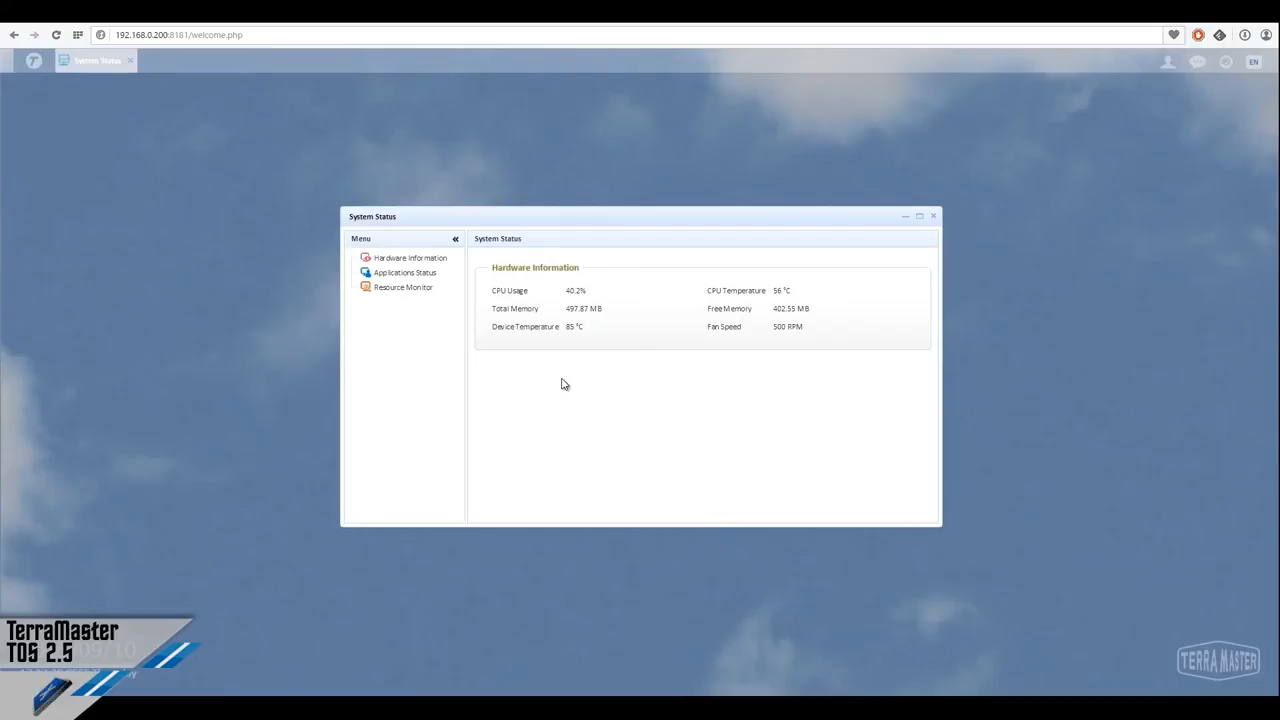 192.168.0.200:8181/welcome.php
System Status
EN
System Status
Menu
System Status
Hardware Information
Applications Status
Resource Monitor
Hardware Information
CPU Usage 40.2% CPU Temperature 56 °C
Total Memory 497.87 MB Free Memory 402.55 MB
Device Temperature 85 °C Fan Speed 500 RPM
TerraMaster
TOS 2.5
09/10
TERRA MASTER